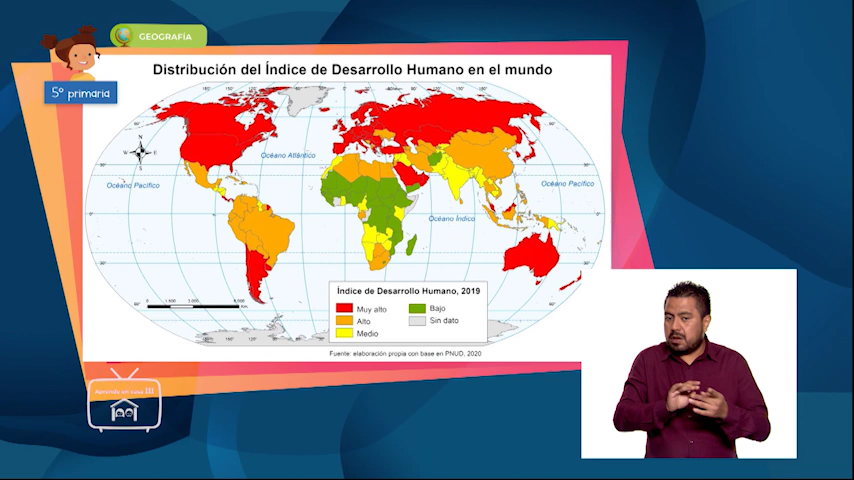 GEOGRAFÍA
5° primaria
Distribución del Índice de Desarrollo Humano en el mundo
N
W
E
S
Océano Atlántico
Océano Pacífico
Océano Pacífico
Océano Índico
Índice de Desarrollo Humano, 2019
Muy alto
Alto
Medio
Bajo
Sin dato
Fuente: elaboración propia con base en PNUD, 2020
Aprende en casa III